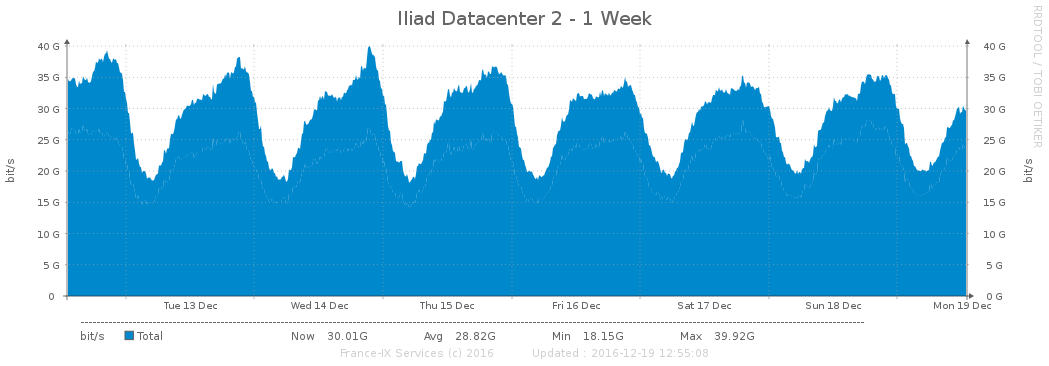 Iliad Datacenter 2 - 1 Week
RRDTOOL / TOBI OETIKER
40 G 40 G
35 G 35 G
30 G 30 G
25 G 25 G
20 G 20 G
15 G 15 G
10 G 10 G
5 G 5 G
0 0 G
bit/s bit/s
Tue 13 Dec Wed 14 Dec Thu 15 Dec Fri 16 Dec Sat 17 Dec Sun 18 Dec Mon 19 Dec
bit/s Total Now 30.01G Avg 28.82G Min 18.15G Max 39.92G
France-IX Services (c) 2016 Updated : 2016-12-19 12:55:08